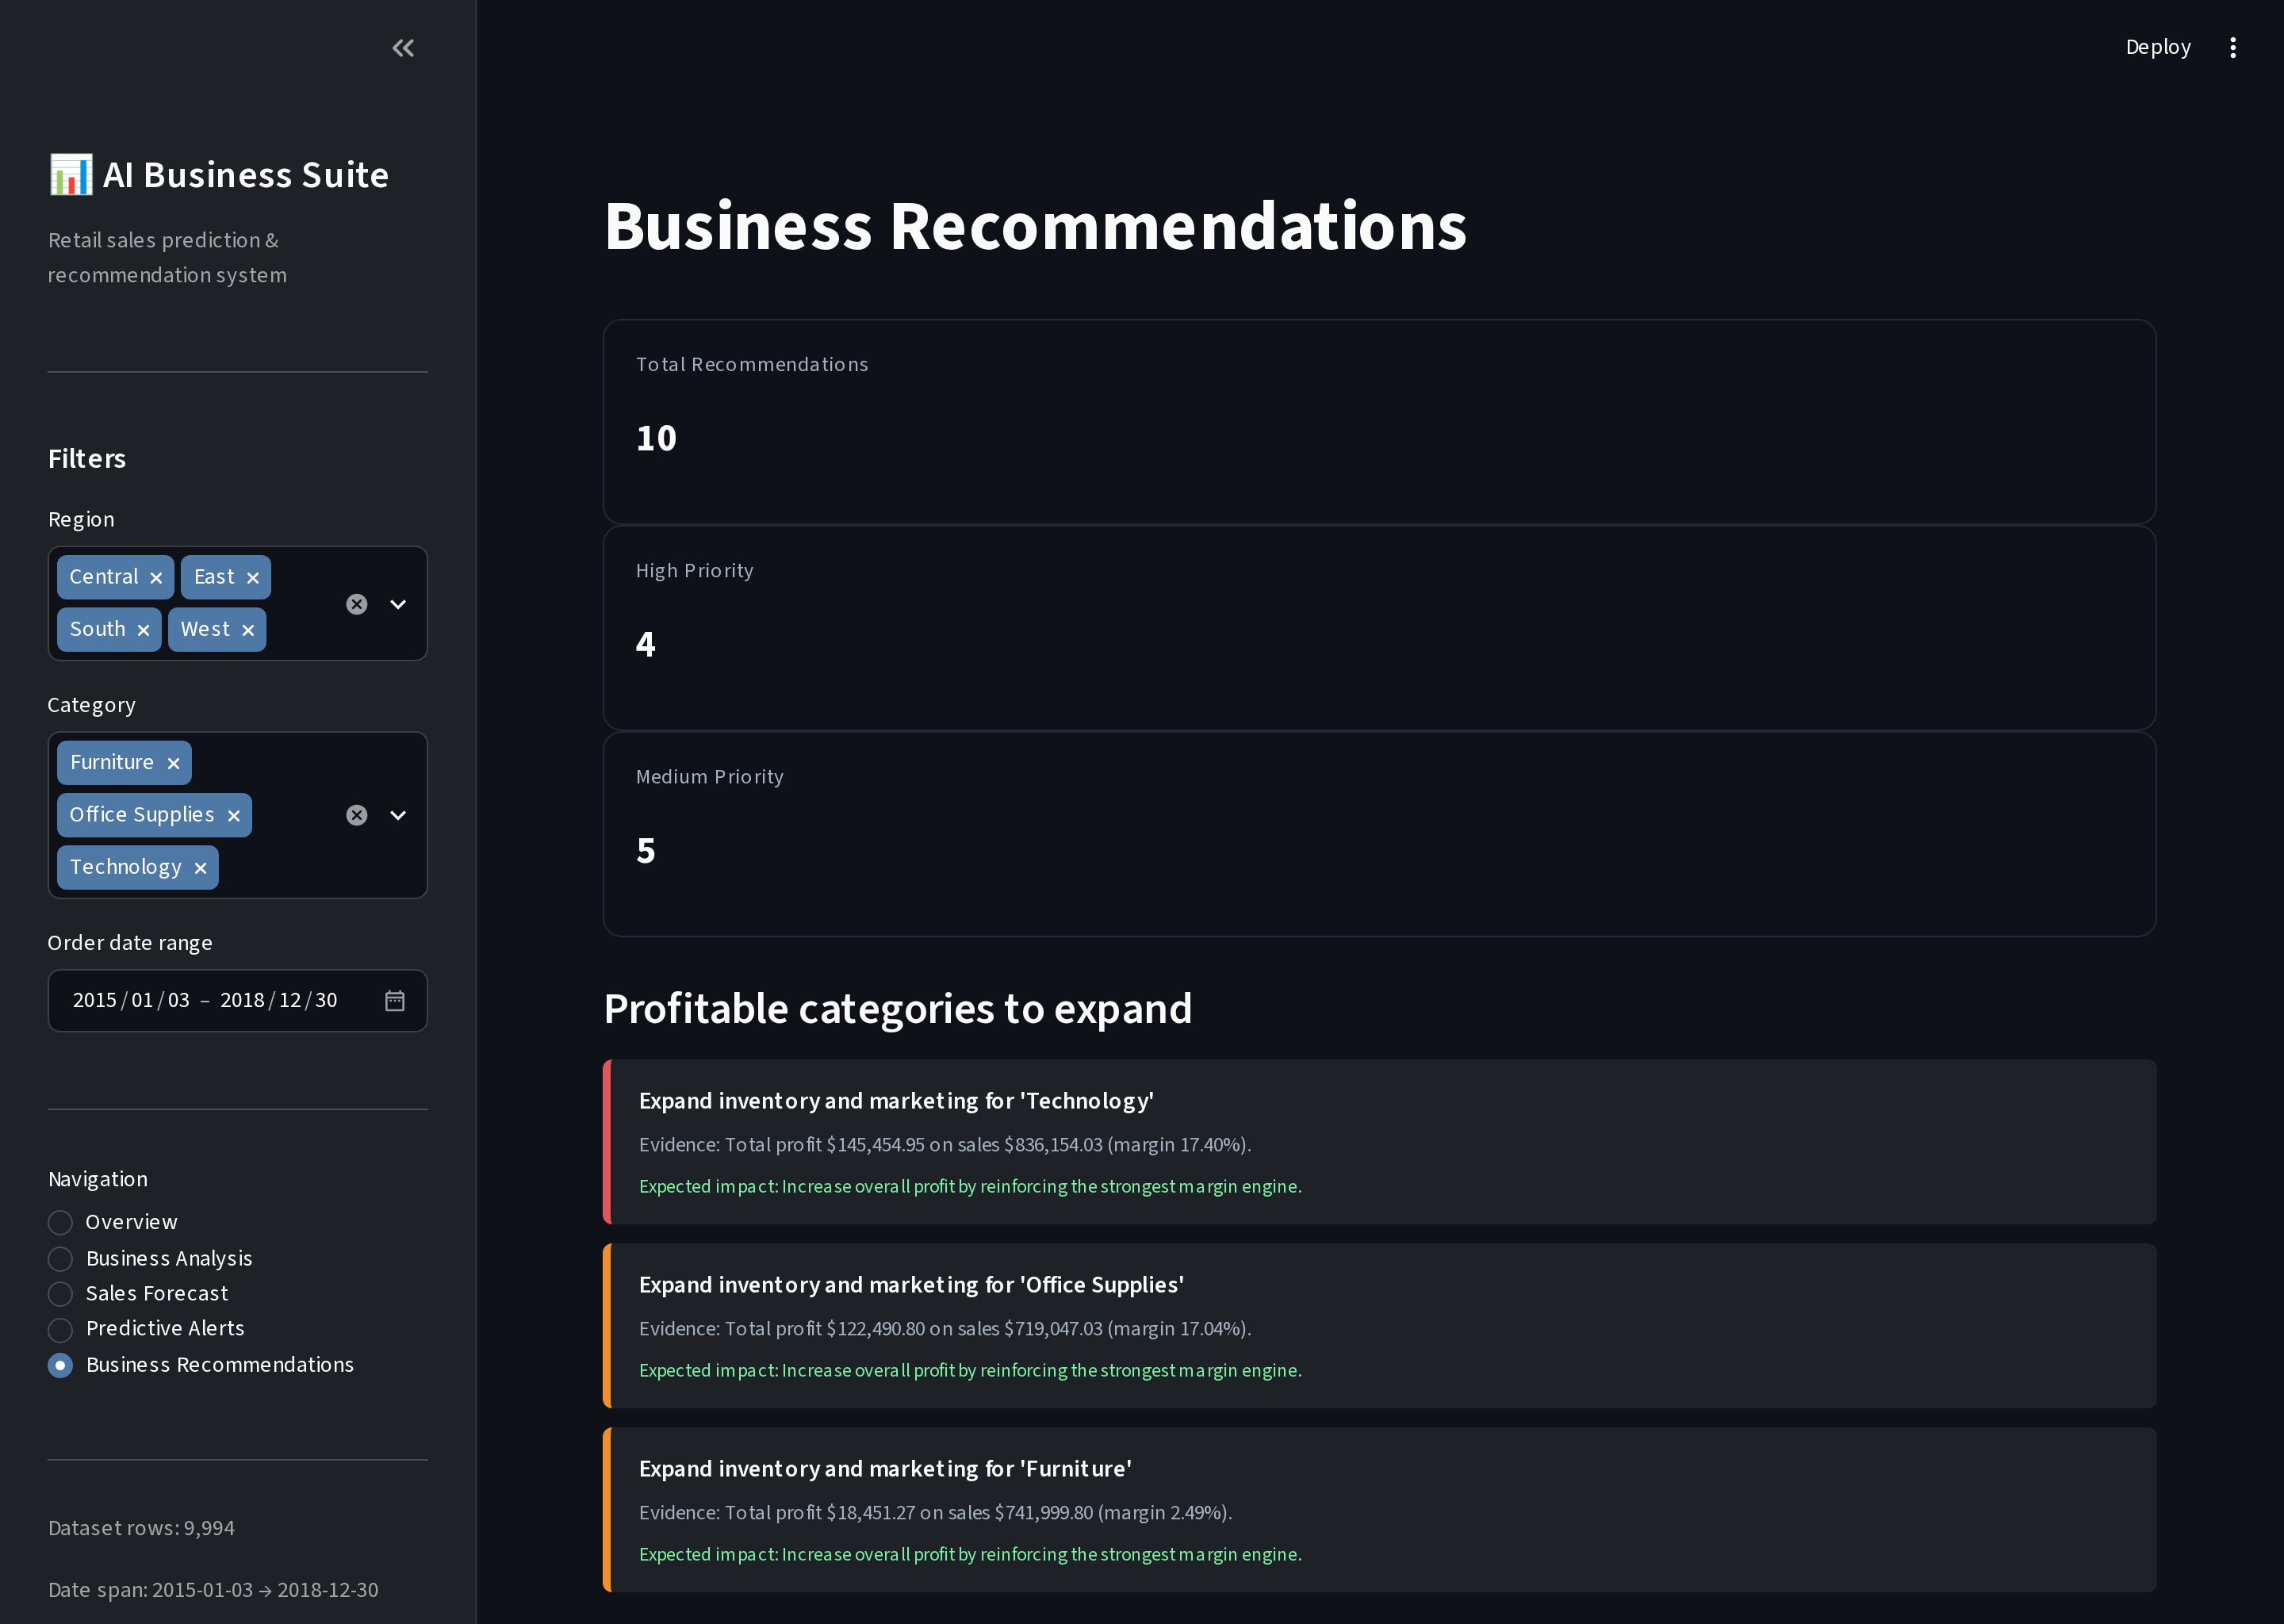 Deploy
📊 AI Business Suite
Retail sales prediction &
recommendation system
Filters
Region
Central
East
South
West
Category
Furniture
Office Supplies
Technology
Order date range
2015/01/03 – 2018/12/30
Navigation
Overview
Business Analysis
Sales Forecast
Predictive Alerts
Business Recommendations
Dataset rows: 9,994
Date span: 2015-01-03 → 2018-12-30
Business Recommendations
Total Recommendations
10
High Priority
4
Medium Priority
5
Profitable categories to expand
Expand inventory and marketing for 'Technology'
Evidence: Total profit $145,454.95 on sales $836,154.03 (margin 17.40%).
Expected impact: Increase overall profit by reinforcing the strongest margin engine.
Expand inventory and marketing for 'Office Supplies'
Evidence: Total profit $122,490.80 on sales $719,047.03 (margin 17.04%).
Expected impact: Increase overall profit by reinforcing the strongest margin engine.
Expand inventory and marketing for 'Furniture'
Evidence: Total profit $18,451.27 on sales $741,999.80 (margin 2.49%).
Expected impact: Increase overall profit by reinforcing the strongest margin engine.